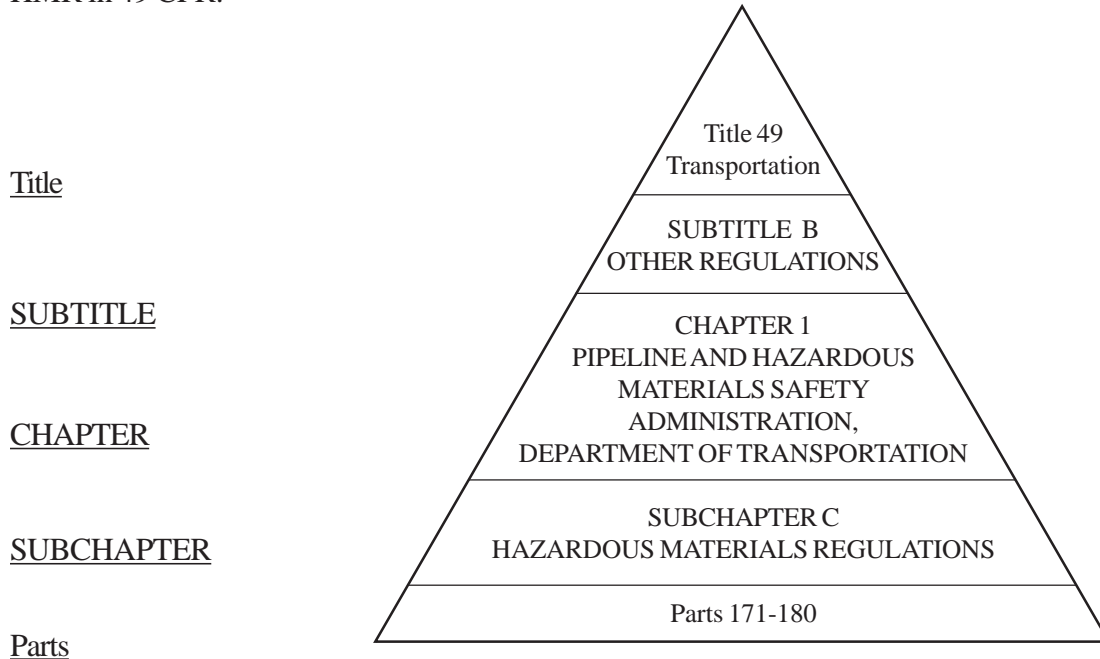 HMR in 49 CFR.
Title
Title 49
Transportation
SUBTITLE
SUBTITLE B
OTHER REGULATIONS
CHAPTER
CHAPTER 1
PIPELINE AND HAZARDOUS
MATERIALS SAFETY
ADMINISTRATION,
DEPARTMENT OF TRANSPORTATION
SUBCHAPTER
SUBCHAPTER C
HAZARDOUS MATERIALS REGULATIONS
Parts
Parts 171-180